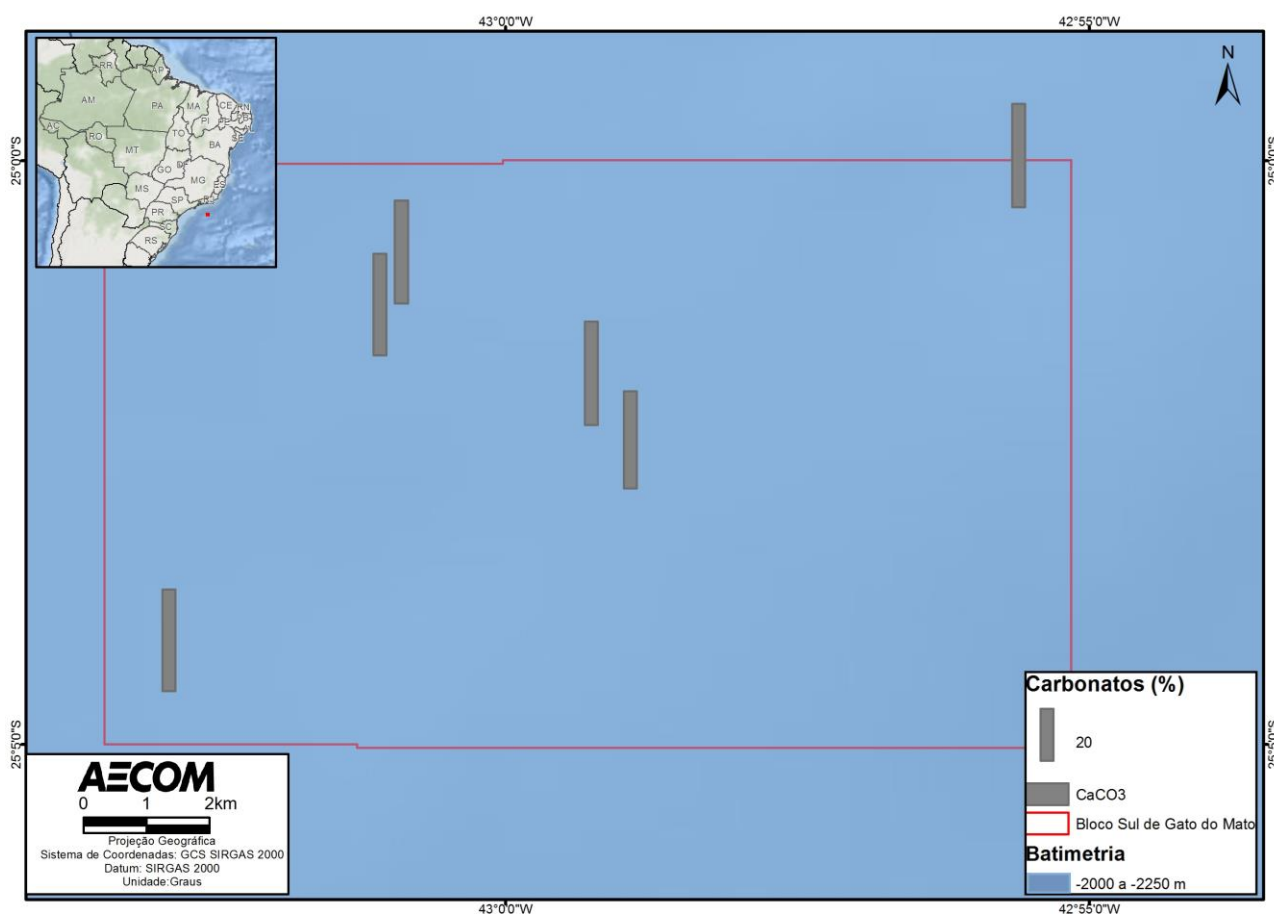 43°0'0"W
42°55'0"W
N
RR
AP
AM
PA
MA
CE
RN
PI
AC
RO
TO
SE
MT
BA
GO
DF
MG
ES
MS
SP
PR
SC
RS
25°0'0"S
25°0'0"S
25°5'0"S
25°5'0"S
Carbonatos (%)
20
CaCO3
Bloco Sul de Gato do Mato
Batimetria
-2000 a -2250 m
AECOM
0 1 2km
Projeção Geográfica
Sistema de Coordenadas: GCS SIRGAS 2000
Datum: SIRGAS 2000
Unidade:Graus
43°0'0"W
42°55'0"W